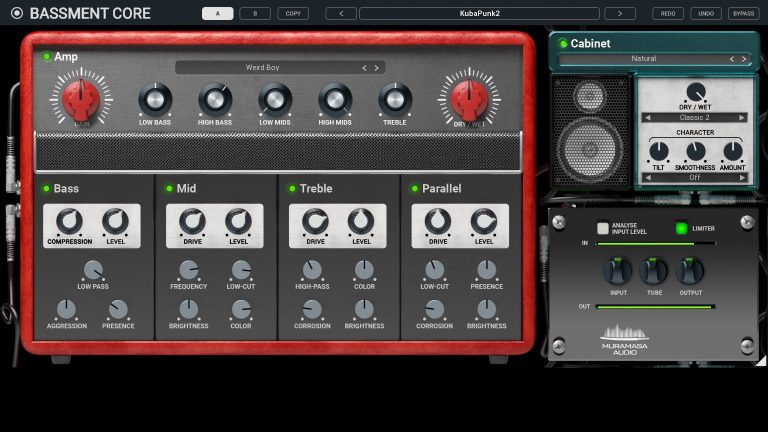 BASSMENT CORE
A
B
COPY
<
KubaPunk2
>
REDO
UNDO
BYPASS
Amp
Weird Boy < >
GAIN
LOW BASS
HIGH BASS
LOW MIDS
HIGH MIDS
TREBLE
DRY / WET
Bass
COMPRESSION
LEVEL
LOW PASS
AGGRESSION
PRESENCE
Mid
DRIVE
LEVEL
FREQUENCY
LOW-CUT
BRIGHTNESS
COLOR
Treble
DRIVE
LEVEL
HIGH-PASS
COLOR
CORROSION
BRIGHTNESS
Parallel
DRIVE
LEVEL
LOW-CUT
PRESENCE
CORROSION
BRIGHTNESS
Cabinet
Natural < >
DRY / WET
Classic 2
CHARACTER
TILT
SMOOTHNESS
AMOUNT
Off
ANALYSE
INPUT LEVEL
LIMITER
IN
INPUT
TUBE
OUTPUT
OUT
MURAMASA
AUDIO